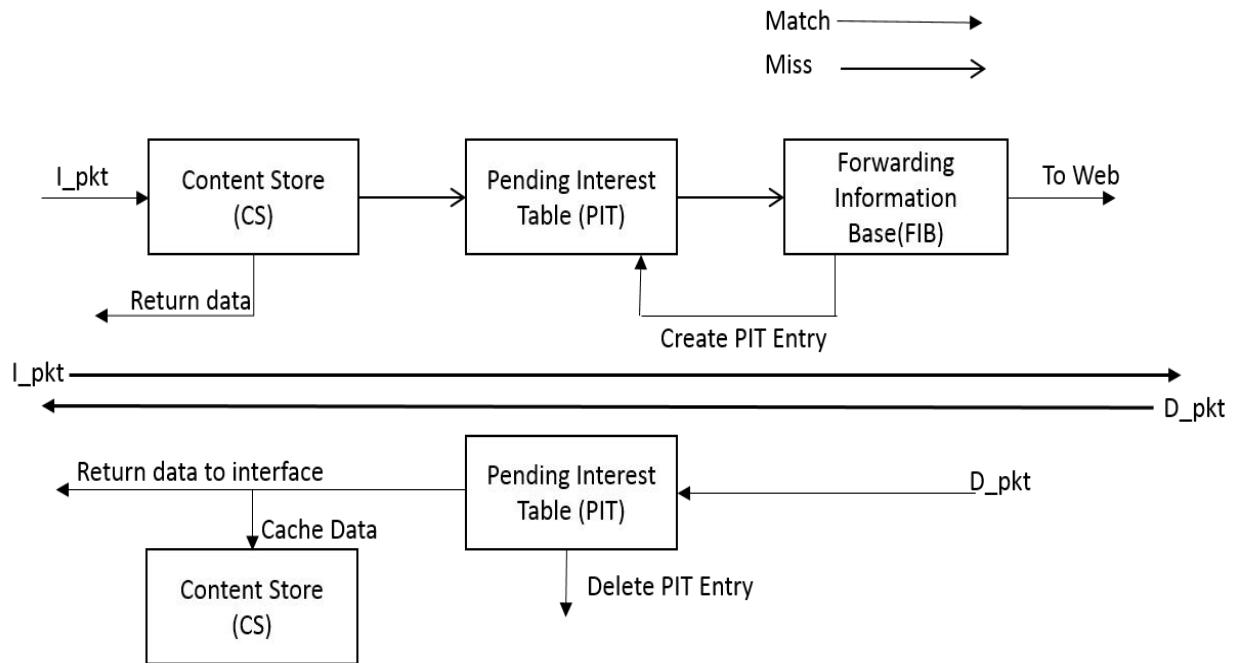 Match
Miss
I_pkt
Content Store
(CS)
Pending Interest
Table (PIT)
Forwarding
Information
Base(FIB)
To Web
Return data
Create PIT Entry
I_pkt
D_pkt
Return data to interface
Pending Interest
Table (PIT)
D_pkt
Cache Data
Content Store
(CS)
Delete PIT Entry